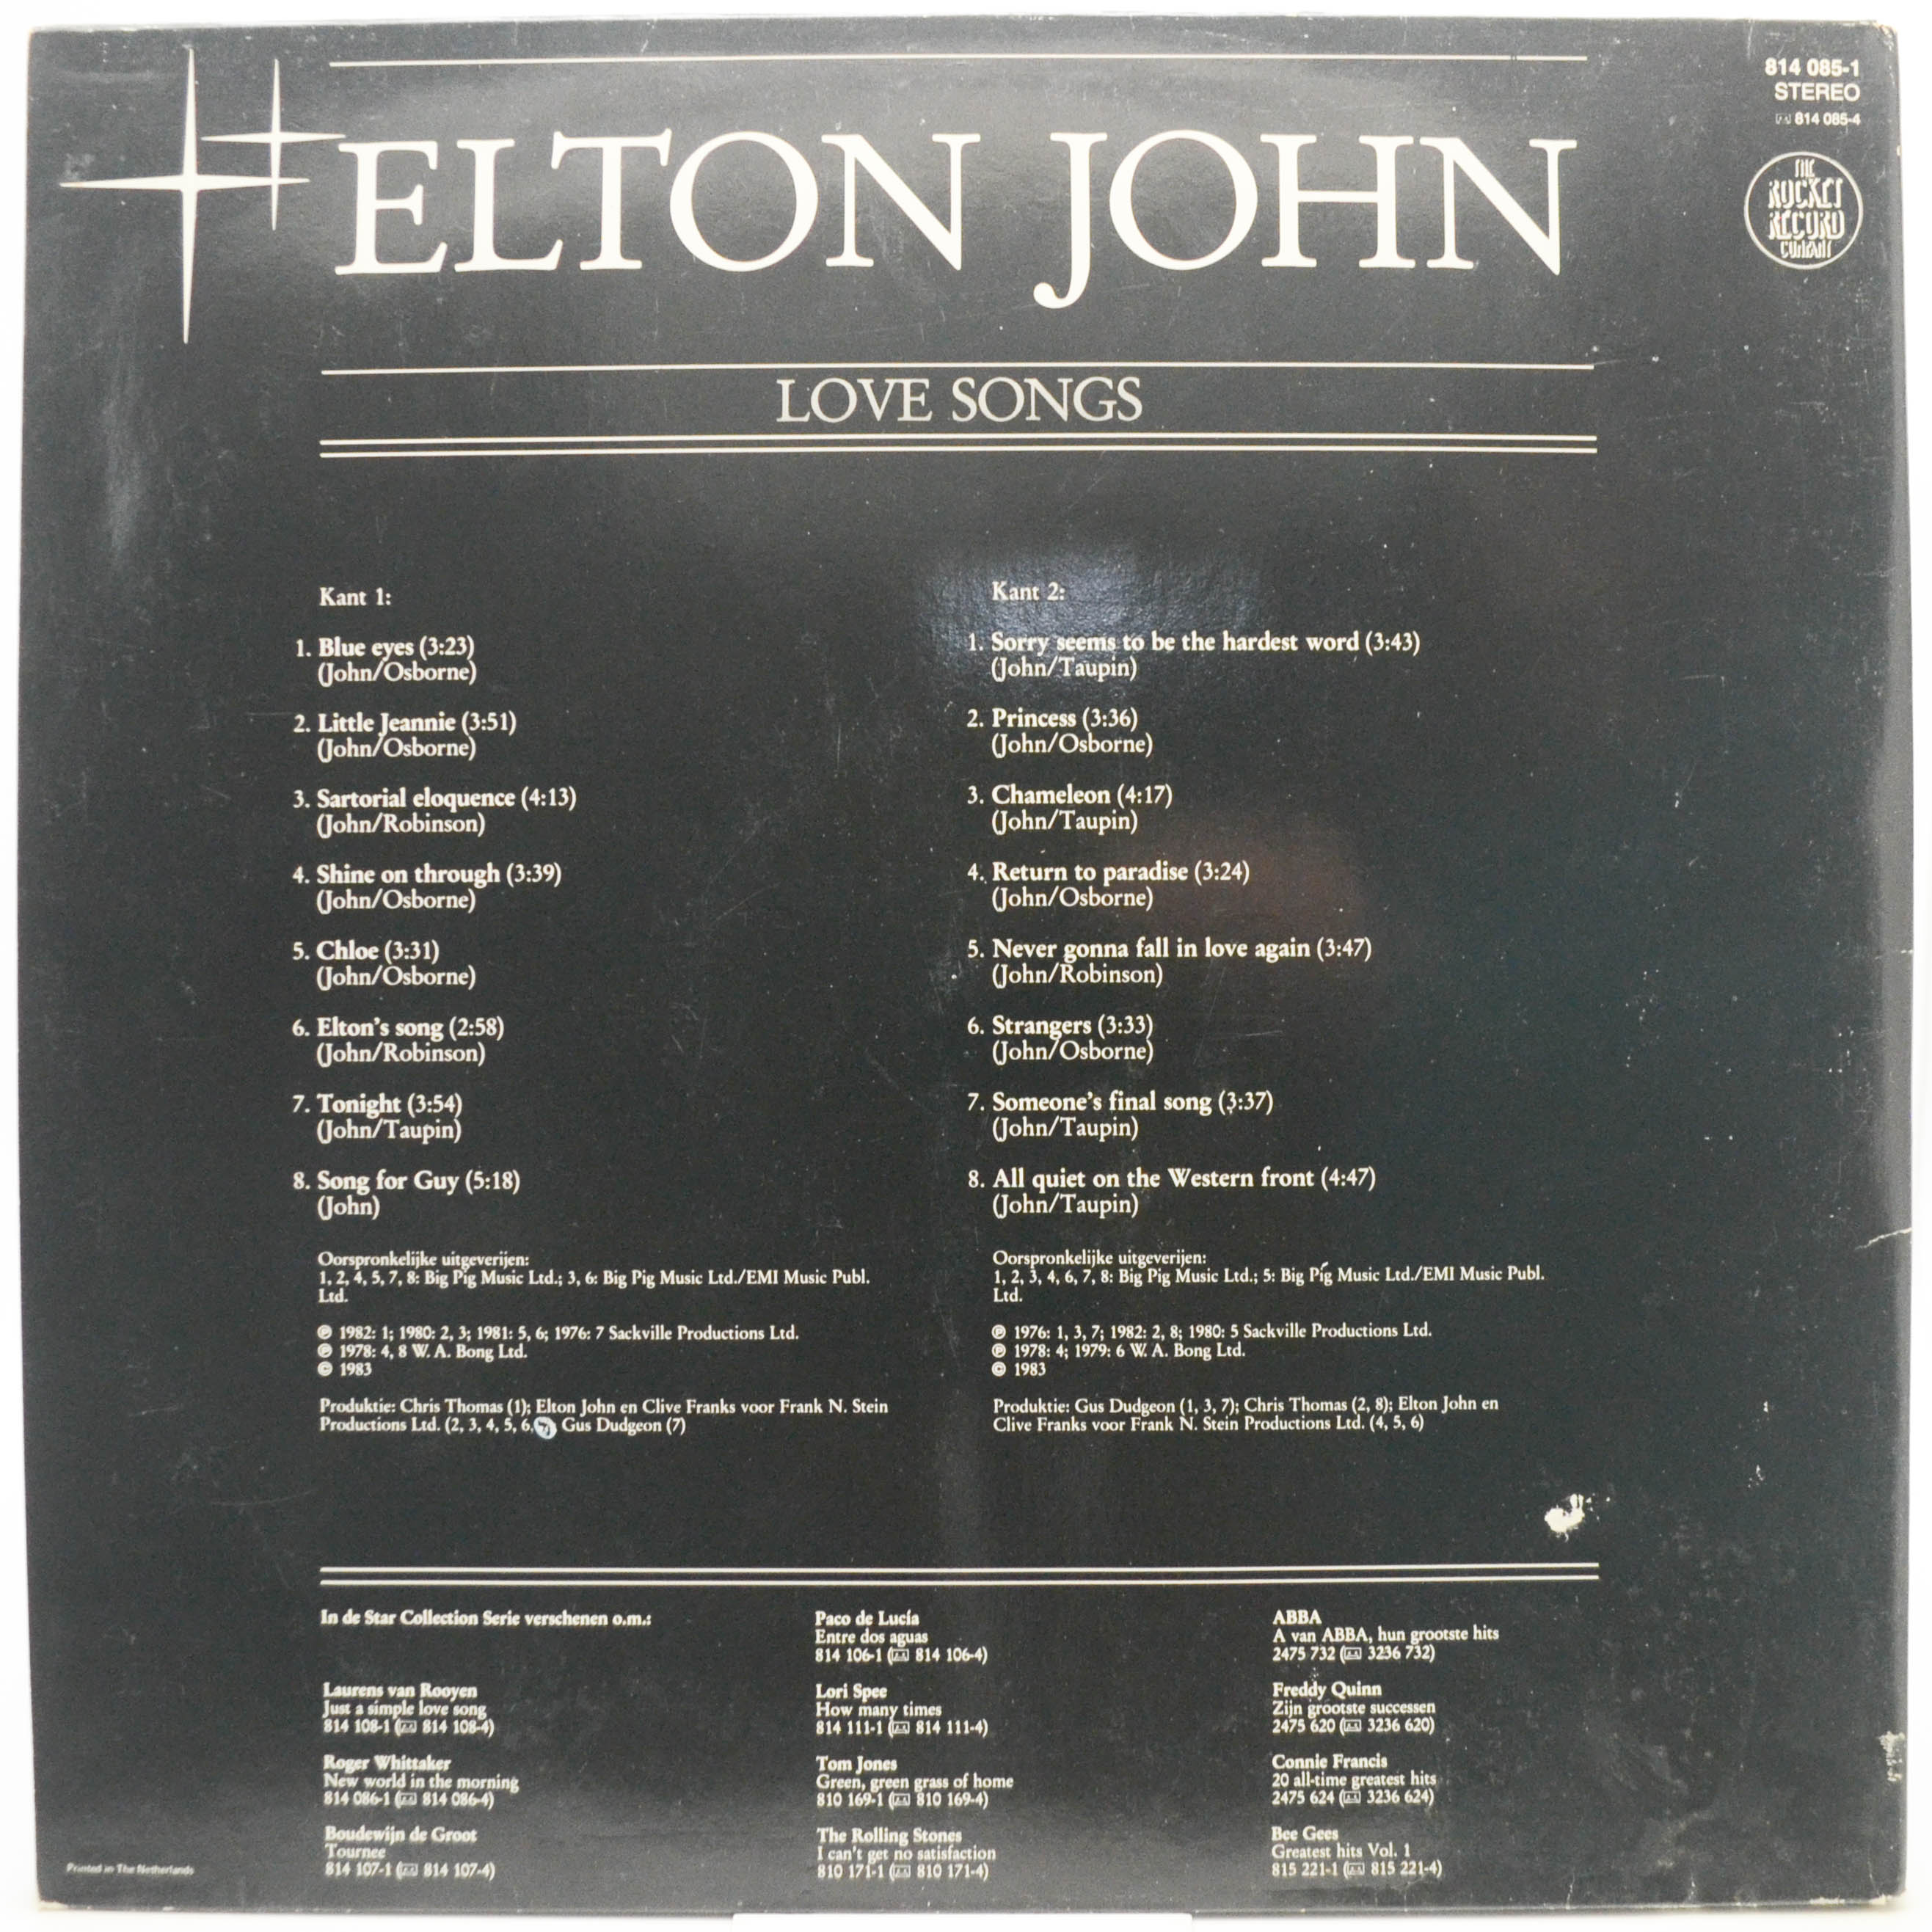 814 085-1
STEREO
814 085-4
THE
ROCKET
RECORD
COMPANY
ELTON JOHN
LOVE SONGS
Kant 1:
1. Blue eyes (3:23)
(John/Osborne)
2. Little Jeannie (3:51)
(John/Osborne)
3. Sartorial eloquence (4:13)
(John/Robinson)
4. Shine on through (3:39)
(John/Osborne)
5. Chloe (3:31)
(John/Osborne)
6. Elton's song (2:58)
(John/Robinson)
7. Tonight (3:54)
(John/Taupin)
8. Song for Guy (5:18)
(John)
Oorspronkelijke uitgeverijen:
1, 2, 4, 5, 7, 8: Big Pig Music Ltd.; 3, 6: Big Pig Music Ltd./EMI Music Publ.
Ltd.
℗ 1982: 1; 1980: 2, 3; 1981: 5, 6; 1976: 7 Sackville Productions Ltd.
℗ 1978: 4, 8 W. A. Bong Ltd.
© 1983
Produktie: Chris Thomas (1); Elton John en Clive Franks voor Frank N. Stein
Productions Ltd. (2, 3, 4, 5, 6, Gus Dudgeon (7)
Kant 2:
1. Sorry seems to be the hardest word (3:43)
(John/Taupin)
2. Princess (3:36)
(John/Osborne)
3. Chameleon (4:17)
(John/Taupin)
4. Return to paradise (3:24)
(John/Osborne)
5. Never gonna fall in love again (3:47)
(John/Robinson)
6. Strangers (3:33)
(John/Osborne)
7. Someone's final song (3:37)
(John/Taupin)
8. All quiet on the Western front (4:47)
(John/Taupin)
Oorspronkelijke uitgeverijen:
1, 2, 3, 4, 6, 7, 8: Big Pig Music Ltd.; 5: Big Pig Music Ltd./EMI Music Publ.
Ltd.
℗ 1976: 1, 3, 7; 1982: 2, 8; 1980: 5 Sackville Productions Ltd.
℗ 1978: 4; 1979: 6 W. A. Bong Ltd.
© 1983
Produktie: Gus Dudgeon (1, 3, 7); Chris Thomas (2, 8); Elton John en
Clive Franks voor Frank N. Stein Productions Ltd. (4, 5, 6)
In de Star Collection Serie verschenen o.m.:
Laurens van Rooyen
Just a simple love song
814 108-1 (814 108-4)
Roger Whittaker
New world in the morning
814 086-1 (814 086-4)
Boudewijn de Groot
Tournee
814 107-1 (814 107-4)
Paco de Lucía
Entre dos aguas
814 106-1 (814 106-4)
Lori Spee
How many times
814 111-1 (814 111-4)
Tom Jones
Green, green grass of home
810 169-1 (810 169-4)
The Rolling Stones
I can't get no satisfaction
810 171-1 (810 171-4)
ABBA
A van ABBA, hun grootste hits
2475 732 (3236 732)
Freddy Quinn
Zijn grootste successen
2475 620 (3236 620)
Connie Francis
20 all-time greatest hits
2475 624 (3236 624)
Bee Gees
Greatest hits Vol. 1
815 221-1 (815 221-4)
Printed in The Netherlands